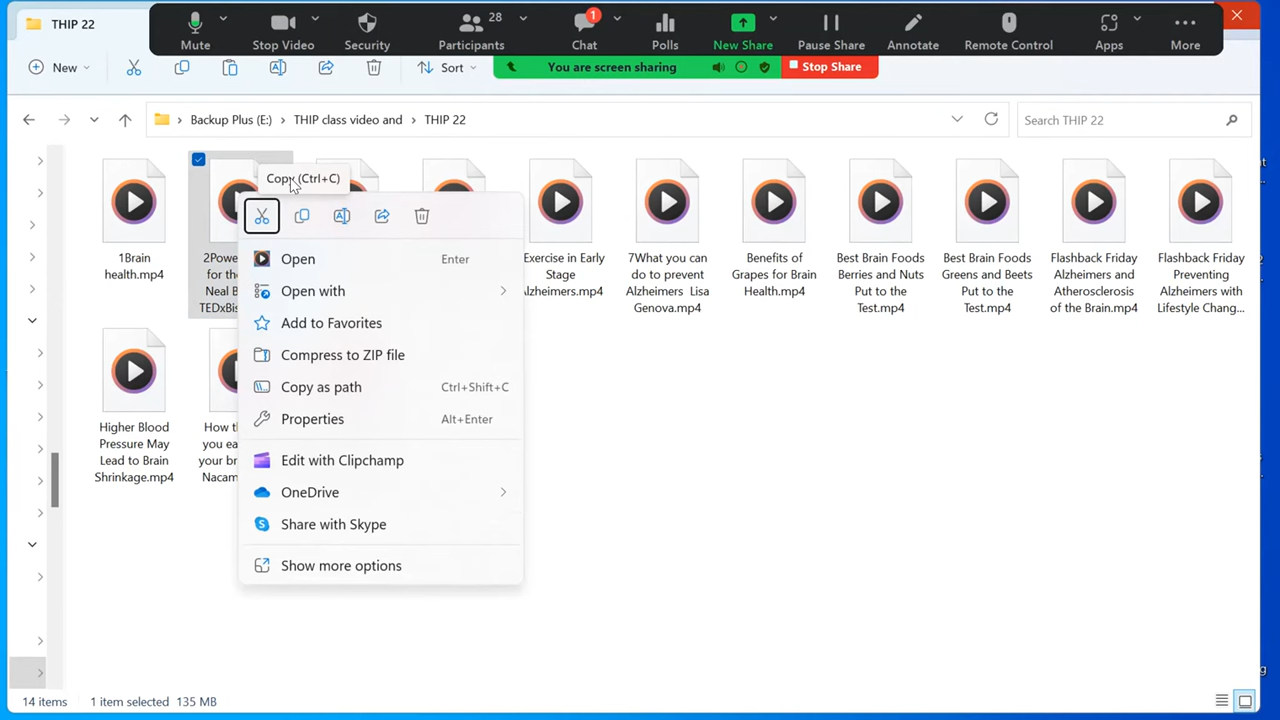 THIP 22
Mute
Stop Video
Security
28
Participants
1
Chat
Polls
New Share
Pause Share
Annotate
Remote Control
Apps
More
New
Sort
You are screen sharing
Stop Share
Backup Plus (E:)
THIP class video and
THIP 22
Search THIP 22
Copy (Ctrl+C)
1Brain
health.mp4
2Powe
for the
Neal B
TEDxBis
Exercise in Early
Stage
Alzheimers.mp4
7What you can
do to prevent
Alzheimers Lisa
Genova.mp4
Benefits of
Grapes for Brain
Health.mp4
Best Brain Foods
Berries and Nuts
Put to the
Test.mp4
Best Brain Foods
Greens and Beets
Put to the
Test.mp4
Flashback Friday
Alzheimers and
Atherosclerosis
of the Brain.mp4
Flashback Friday
Preventing
Alzheimers with
Lifestyle Chang...
Higher Blood
Pressure May
Lead to Brain
Shrinkage.mp4
How th
you ea
your br
Nacam
Open Enter
Open with
Add to Favorites
Compress to ZIP file
Copy as path Ctrl+Shift+C
Properties Alt+Enter
Edit with Clipchamp
OneDrive
Share with Skype
Show more options
14 items 1 item selected 135 MB